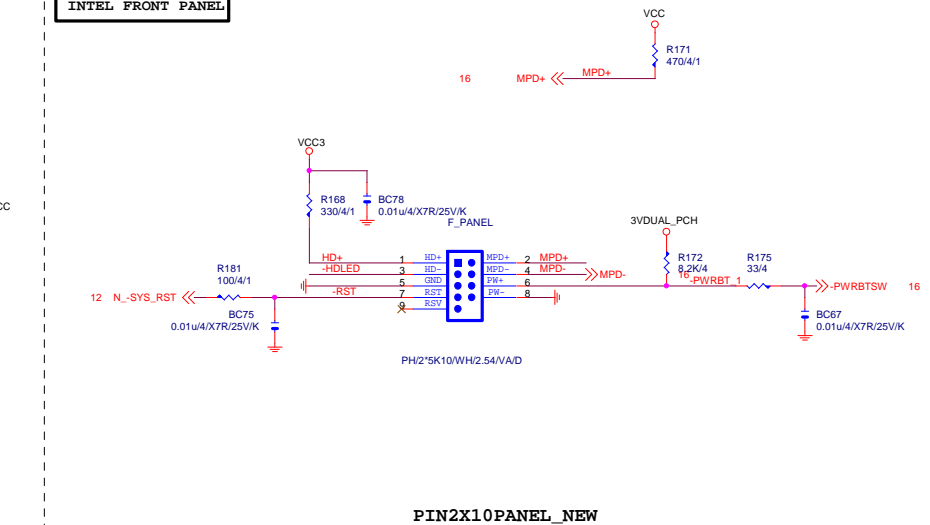 INTEL FRONT PANEL
VCC
R171
470/4/1
16 MPD+ MPD+
VCC3
CC
R168
330/4/1
BC78
0.01u/4/X7R/25V/K
F_PANEL
3VDUAL_PCH
HD+ 1 HD+ MPD+ 2 MPD+
-HDLED 3 HD- MPD- 4 MPD- MPD- 16
R172
8.2K/4
R175
33/4
R181
100/4/1
5 GND PW+ 6 -PWRBT_1 -PWRBTSW 16
12 N_-SYS_RST -RST 7 RST PW- 8
9 RSV
BC75
0.01u/4/X7R/25V/K
BC67
0.01u/4/X7R/25V/K
PH/2*5K10/WH/2.54/VA/D
PIN2X10PANEL_NEW